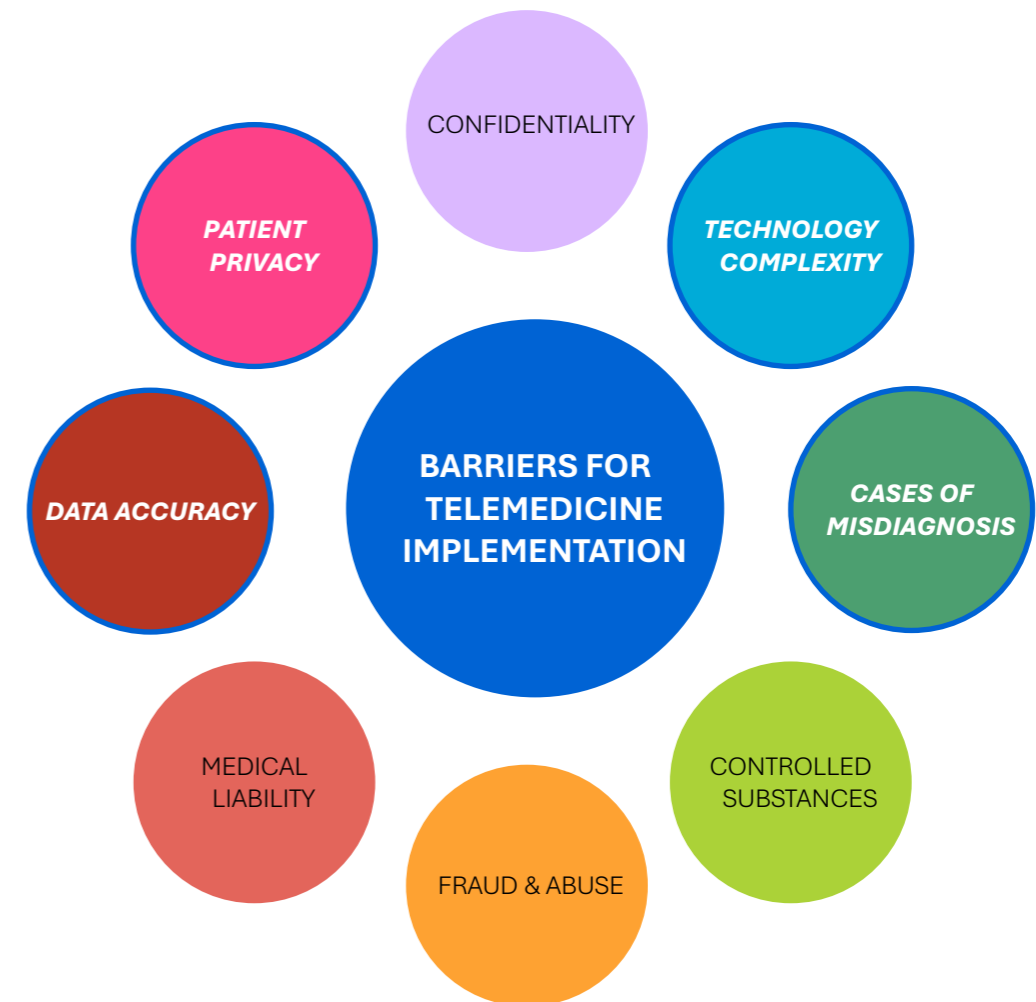 CONFIDENTIALITY
PATIENT
PRIVACY
TECHNOLOGY
COMPLEXITY
BARRIERS FOR
TELEMEDICINE
IMPLEMENTATION
DATA ACCURACY
CASES OF
MISDIAGNOSIS
MEDICAL
LIABILITY
CONTROLLED
SUBSTANCES
FRAUD & ABUSE